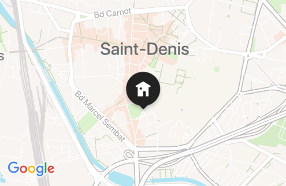 Bd Carnot
Saint-Denis
s
Bd Marcel Sembat
Google